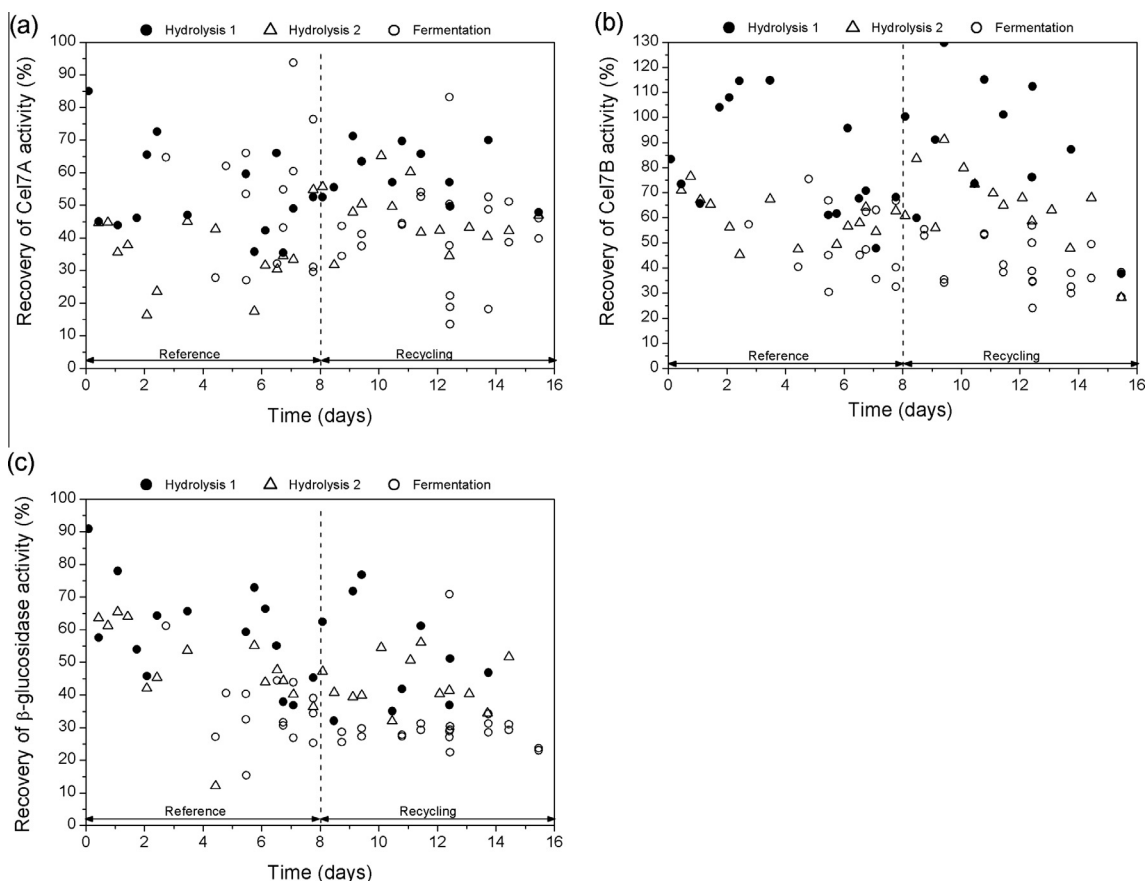 (a)
● Hydrolysis 1 △ Hydrolysis 2 ○ Fermentation
Recovery of Cel7A activity (%)
100
90
80
70
60
50
40
30
20
10
0
Reference
Recycling
0 2 4 6 8 10 12 14 16
Time (days)
(b)
● Hydrolysis 1 △ Hydrolysis 2 ○ Fermentation
Recovery of Cel7B activity (%)
130
120
110
100
90
80
70
60
50
40
30
20
10
0
Reference
Recycling
0 2 4 6 8 10 12 14 16
Time (days)
(c)
● Hydrolysis 1 △ Hydrolysis 2 ○ Fermentation
Recovery of β-glucosidase activity (%)
100
90
80
70
60
50
40
30
20
10
0
Reference
Recycling
0 2 4 6 8 10 12 14 16
Time (days)